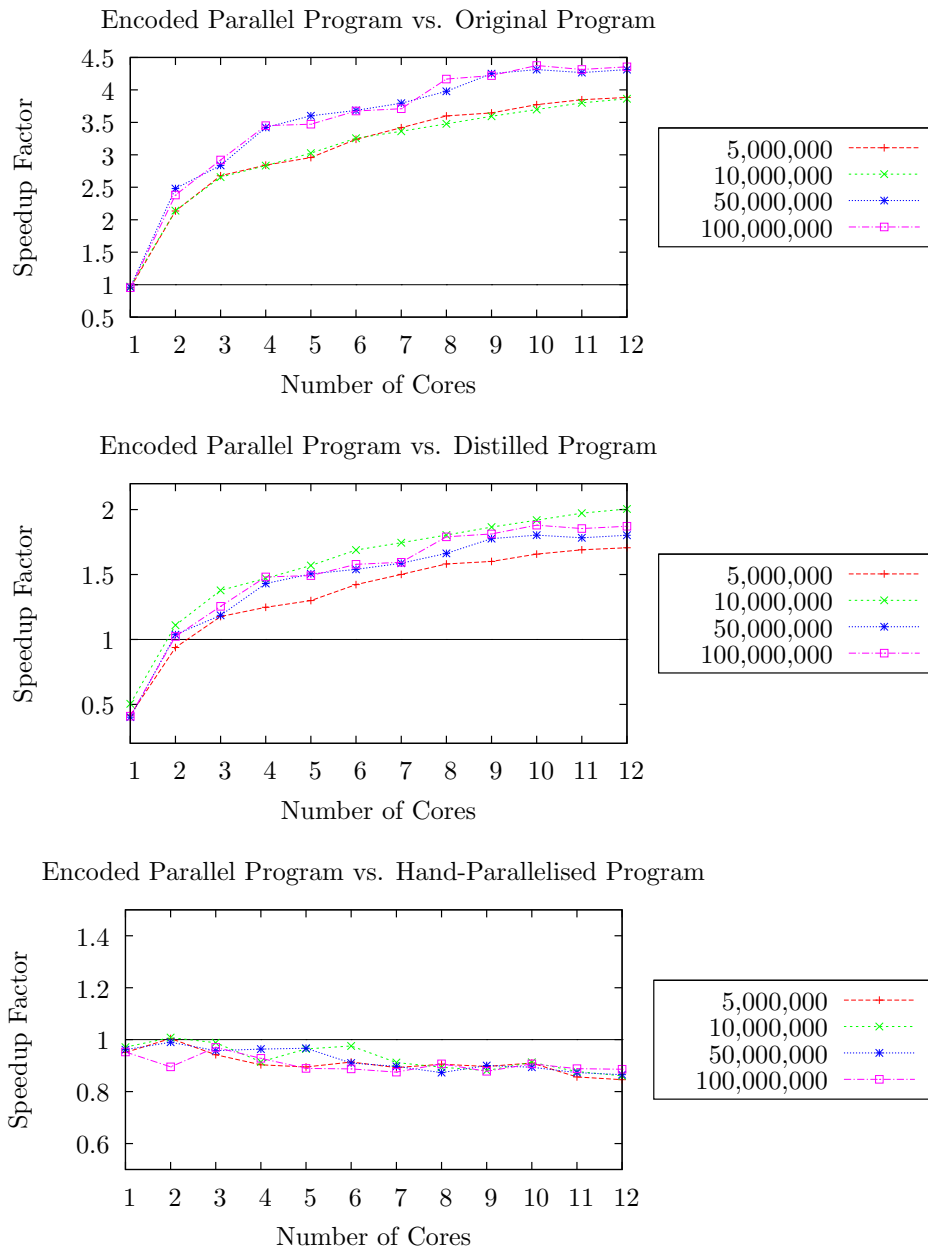 Encoded Parallel Program vs. Original Program
4.5
4
3.5
3
2.5
2
1
0.5
Speedup Factor
1 2 3 4 5 6 7 8 9 10 11 12
Number of Cores
5,000,000
10,000,000
50,000,000
100,000,000
Encoded Parallel Program vs. Distilled Program
2
1.5
1
0.5
Speedup Factor
1 2 3 4 5 6 7 8 9 10 11 12
Number of Cores
5,000,000
10,000,000
50,000,000
100,000,000
Encoded Parallel Program vs. Hand-Parallelised Program
1.4
1.2
1
0.8
0.6
Speedup Factor
1 2 3 4 5 6 7 8 9 10 11 12
Number of Cores
5,000,000
10,000,000
50,000,000
100,000,000